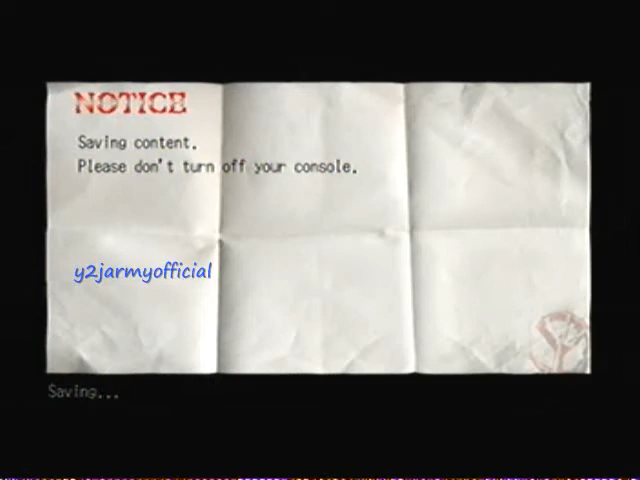 NOTICE
Saving content.
Please don't turn off your console.
y2jarmyofficial
Saving...